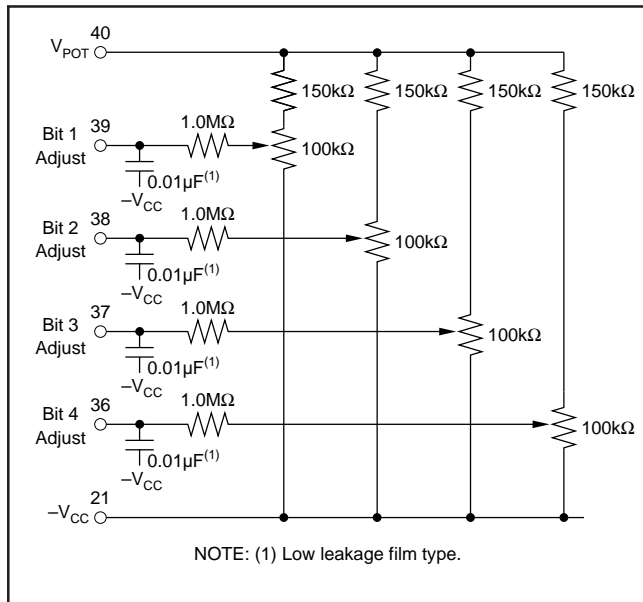 40
V_POT
150kΩ 150kΩ 150kΩ 150kΩ
Bit 1 39
Adjust
1.0MΩ
100kΩ
0.01µF(1)
–V_CC
Bit 2 38
Adjust
1.0MΩ
100kΩ
0.01µF(1)
–V_CC
Bit 3 37
Adjust
1.0MΩ
100kΩ
0.01µF(1)
–V_CC
Bit 4 36
Adjust
1.0MΩ
100kΩ
0.01µF(1)
–V_CC
21
–V_CC
NOTE: (1) Low leakage film type.